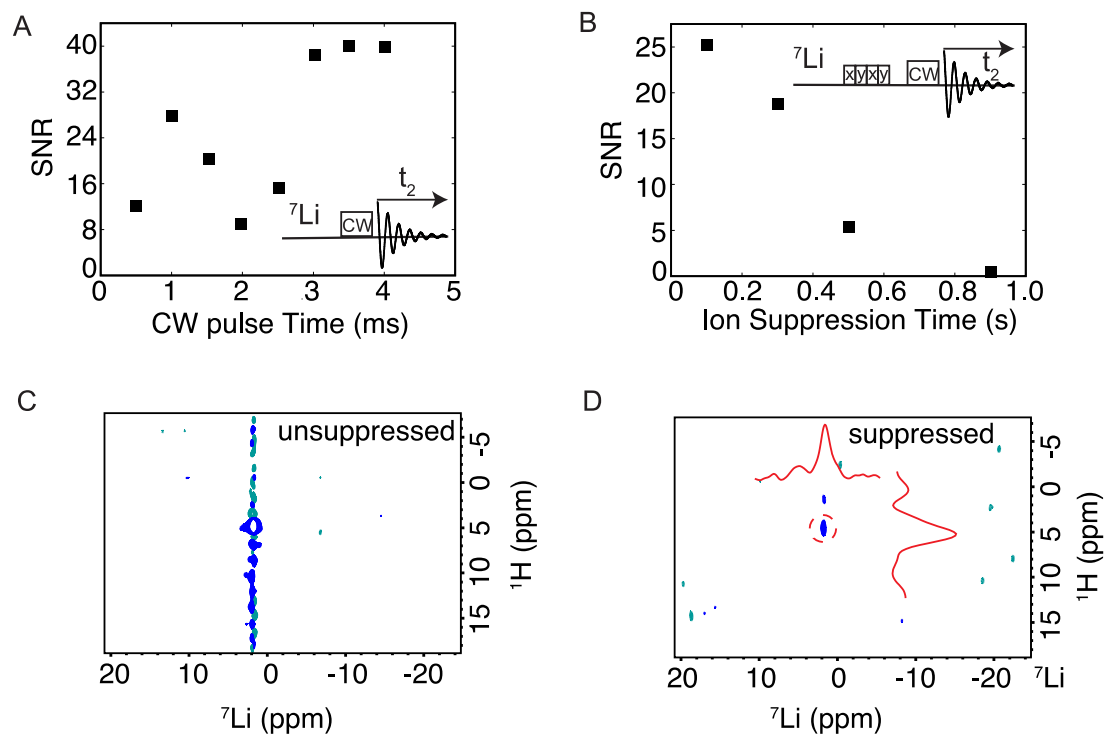 A
40
32
24
16
8
0
SNR
⁷Li
CW
t₂
0 1 2 3 4 5
CW pulse Time (ms)
B
25
20
15
10
5
0
SNR
⁷Li
x y x y
CW
t₂
0 0.2 0.4 0.6 0.8 1.0
Ion Suppression Time (s)
C
unsuppressed
-5
0
5
10
15
¹H (ppm)
20 10 0 -10 -20
⁷Li (ppm)
D
suppressed
-5
0
5
10
15
¹H (ppm)
20 10 0 -10 -20 ⁷Li
⁷Li (ppm)